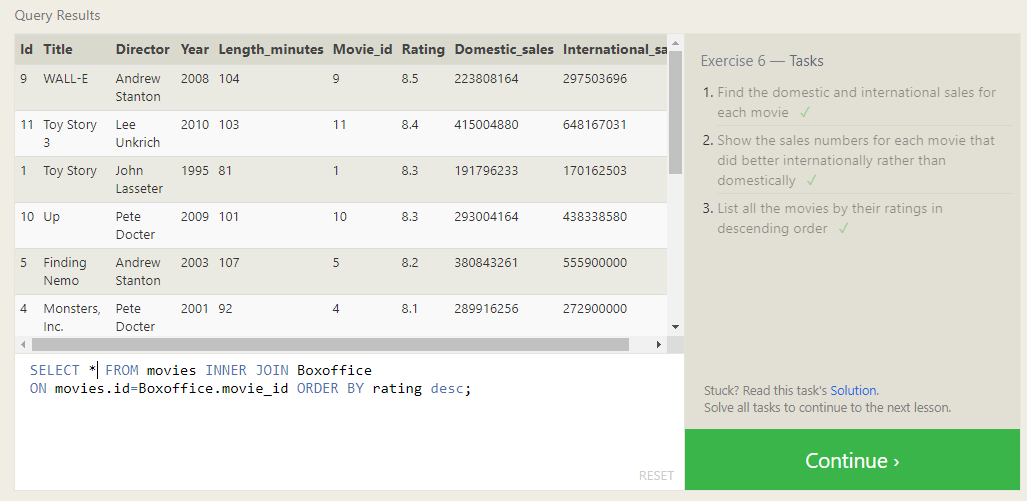 Query Results
Id Title Director Year Length_minutes Movie_id Rating Domestic_sales International_sa
9 WALL-E Andrew Stanton 2008 104 9 8.5 223808164 297503696
11 Toy Story 3 Lee Unkrich 2010 103 11 8.4 415004880 648167031
1 Toy Story John Lasseter 1995 81 1 8.3 191796233 170162503
10 Up Pete Docter 2009 101 10 8.3 293004164 438338580
5 Finding Nemo Andrew Stanton 2003 107 5 8.2 380843261 555900000
4 Monsters, Inc. Pete Docter 2001 92 4 8.1 289916256 272900000
SELECT * FROM movies INNER JOIN Boxoffice
ON movies.id=Boxoffice.movie_id ORDER BY rating desc;
RESET
Exercise 6 — Tasks
1. Find the domestic and international sales for
each movie ✓
2. Show the sales numbers for each movie that
did better internationally rather than
domestically ✓
3. List all the movies by their ratings in
descending order ✓
Stuck? Read this task's Solution.
Solve all tasks to continue to the next lesson.
Continue ›